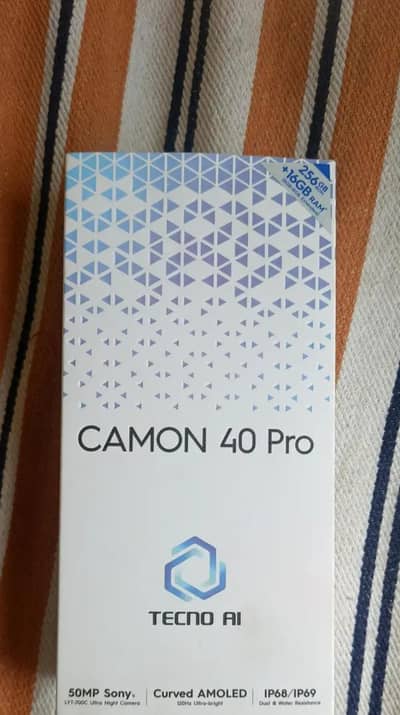 256GB
+16GB RAM*
CAMON 40 Pro
TECNO AI
50MP Sony
LYT-700C Ultra Night Camera
Curved AMOLED
120Hz Ultra-bright
IP68/IP69
Dust & Water Resistance